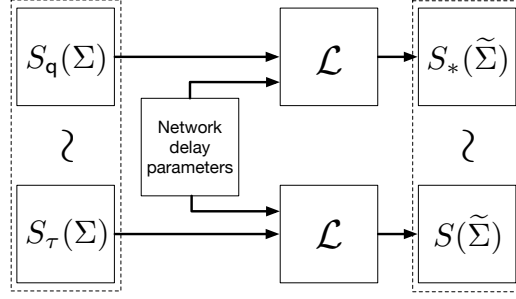 S_q(Σ)
ℒ
S_*(Σ̃)
Network
delay
parameters
~
~
S_τ(Σ)
ℒ
S(Σ̃)